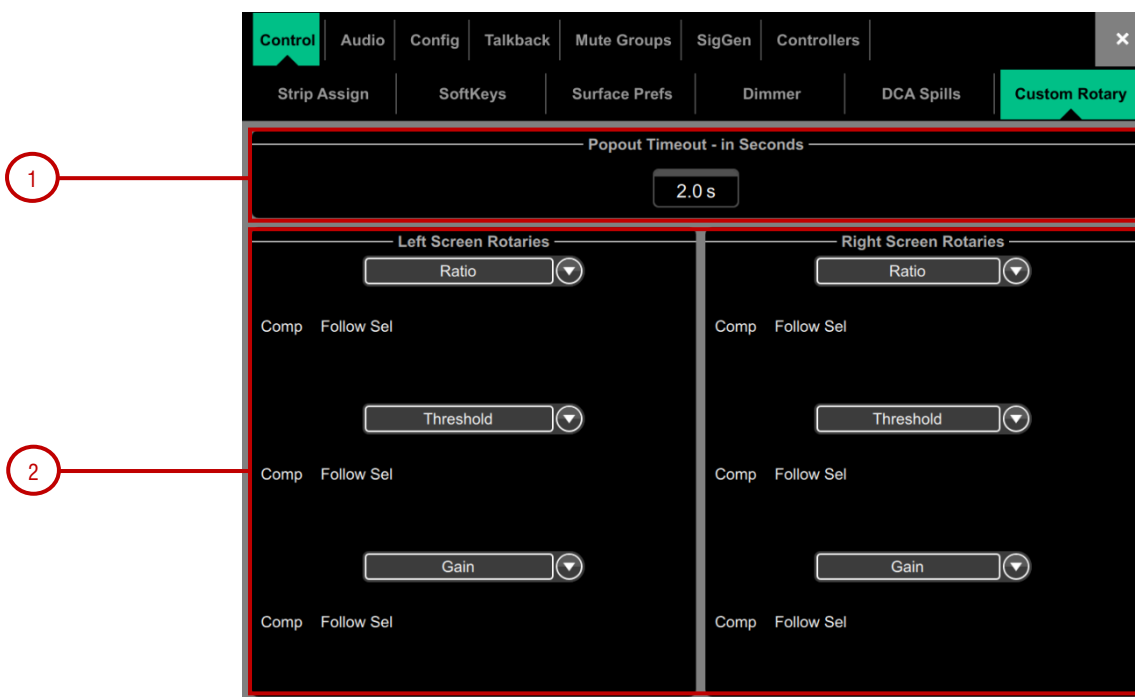 Control Audio Config Talkback Mute Groups SigGen Controllers ×
Strip Assign SoftKeys Surface Prefs Dimmer DCA Spills Custom Rotary
1
Popout Timeout - in Seconds
2.0 s
2
Left Screen Rotaries
Ratio
Comp Follow Sel
Threshold
Comp Follow Sel
Gain
Comp Follow Sel
Right Screen Rotaries
Ratio
Comp Follow Sel
Threshold
Comp Follow Sel
Gain
Comp Follow Sel